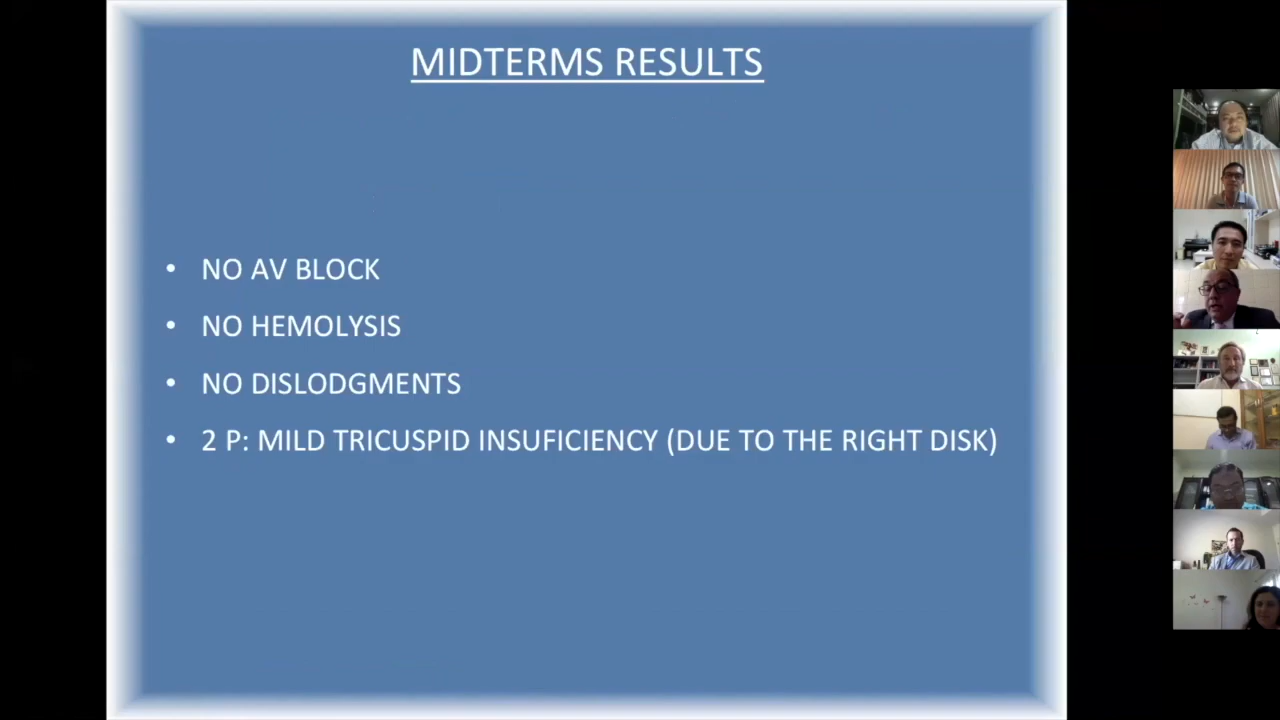 MIDTERMS RESULTS
• NO AV BLOCK
• NO HEMOLYSIS
• NO DISLODGMENTS
• 2 P: MILD TRICUSPID INSUFICIENCY (DUE TO THE RIGHT DISK)